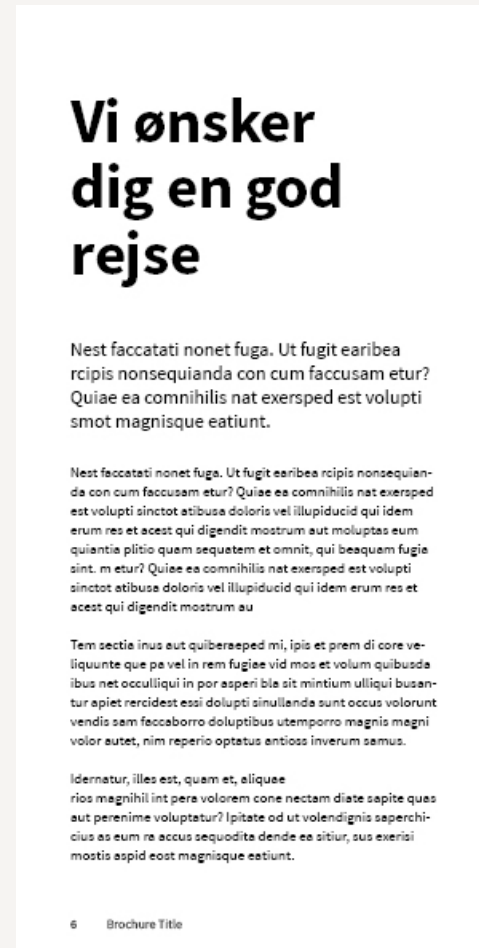 Vi ønsker
dig en god
rejse
Nest faccatati nonet fuga. Ut fugit earibea
rcipis nonsequianda con cum faccusam etur?
Quiae ea comnihilis nat exersped est volupti
smot magnisque eatiunt.
Nest faccatati nonet fuga. Ut fugit earibea rcipis nonsequian-
da con cum faccusam etur? Quiae ea comnihilis nat exersped
est volupti sinctot atibusa doloris vel illupiducid qui idem
erum res et acest qui digendit mostrum aut moluptas eum
quiantia plitio quam sequatem et omnit, qui beaquam fugia
sint. m etur? Quiae ea comnihilis nat exersped est volupti
sinctot atibusa doloris vel illupiducid qui idem erum res et
acest qui digendit mostrum au
Tem sectia inus aut quiberaeped mi, ipis et prem di core ve-
liquunte que pa vel in rem fugiae vid mos et volum quibusda
ibus net occulliqui in por asperi bla sit mintium ulliqui busan-
tur apiet rercidest essi dolupti sinullanda sunt occus volorunt
vendis sam faccaborro doluptibus utemporro magnis magni
volor autet, nim reperio optatus antioss inverum samus.
Idernatur, illes est, quam et, aliquae
rios magnihil int pera volorem cone nectam diate sapite quas
aut perenime voluptatur? Ipitate od ut volendignis saperchi-
cius as eum ra accus sequodita dende ea sitiur, sus exerisi
mostis aspid eost magnisque eatiunt.
6 Brochure Title